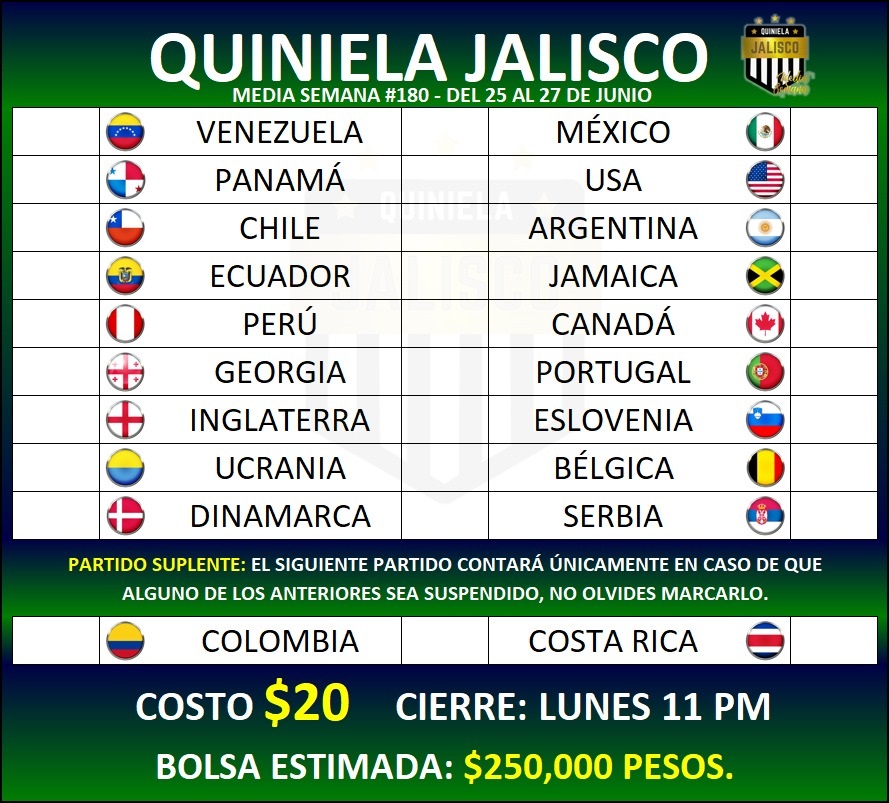 QUINIELA JALISCO
QUINIELA
JALISCO
MEDIA SEMANA #180 - DEL 25 AL 27 DE JUNIO
VENEZUELA MÉXICO
PANAMÁ USA
QUINIELA
CHILE ARGENTINA
ECUADOR JAMAICA
JALISCO
PERÚ CANADÁ
GEORGIA PORTUGAL
INGLATERRA ESLOVENIA
UCRANIA BÉLGICA
DINAMARCA SERBIA
PARTIDO SUPLENTE: EL SIGUIENTE PARTIDO CONTARÁ ÚNICAMENTE EN CASO DE QUE
ALGUNO DE LOS ANTERIORES SEA SUSPENDIDO, NO OLVIDES MARCARLO.
COLOMBIA COSTA RICA
COSTO $20 CIERRE: LUNES 11 PM
BOLSA ESTIMADA: $250,000 PESOS.